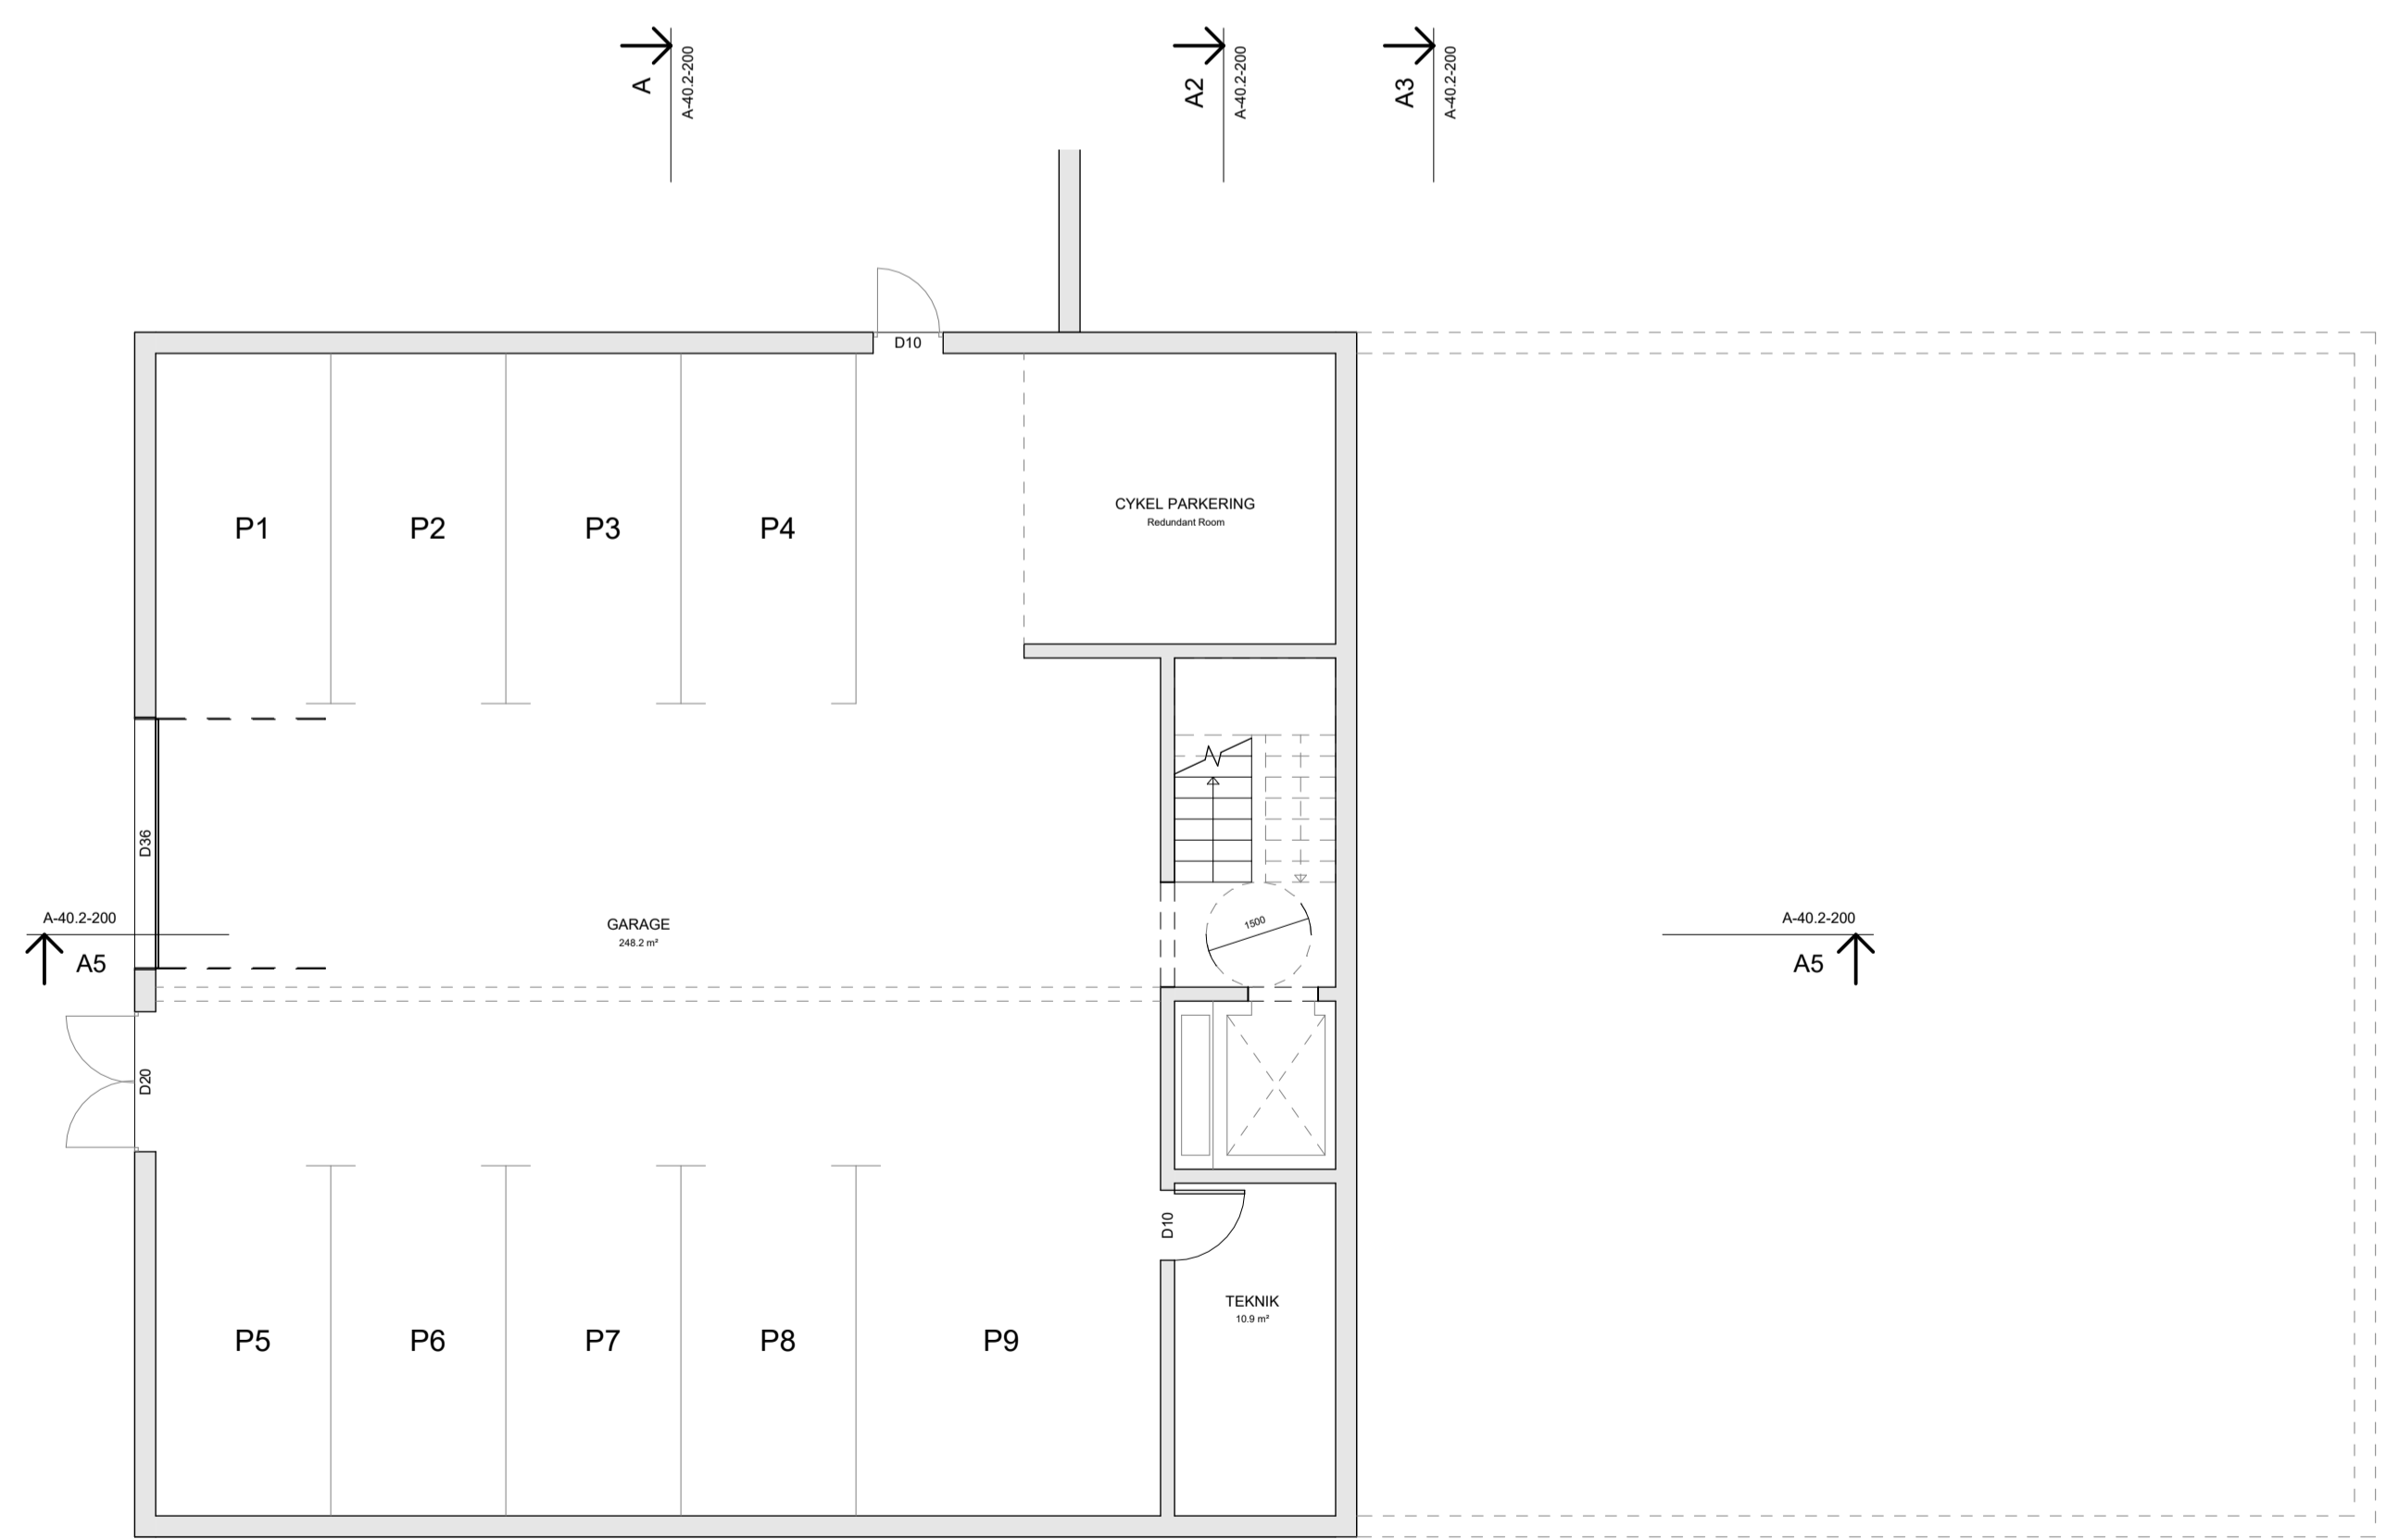 A
A-40.2-200
A2
A-40.2-200
A3
A-40.2-200
D10
P1
P2
P3
P4
CYKEL PARKERING
Redundant Room
D36
A-40.2-200
A5
GARAGE
248.2 m²
1500
A-40.2-200
A5
D20
D10
TEKNIK
10.9 m²
P5
P6
P7
P8
P9